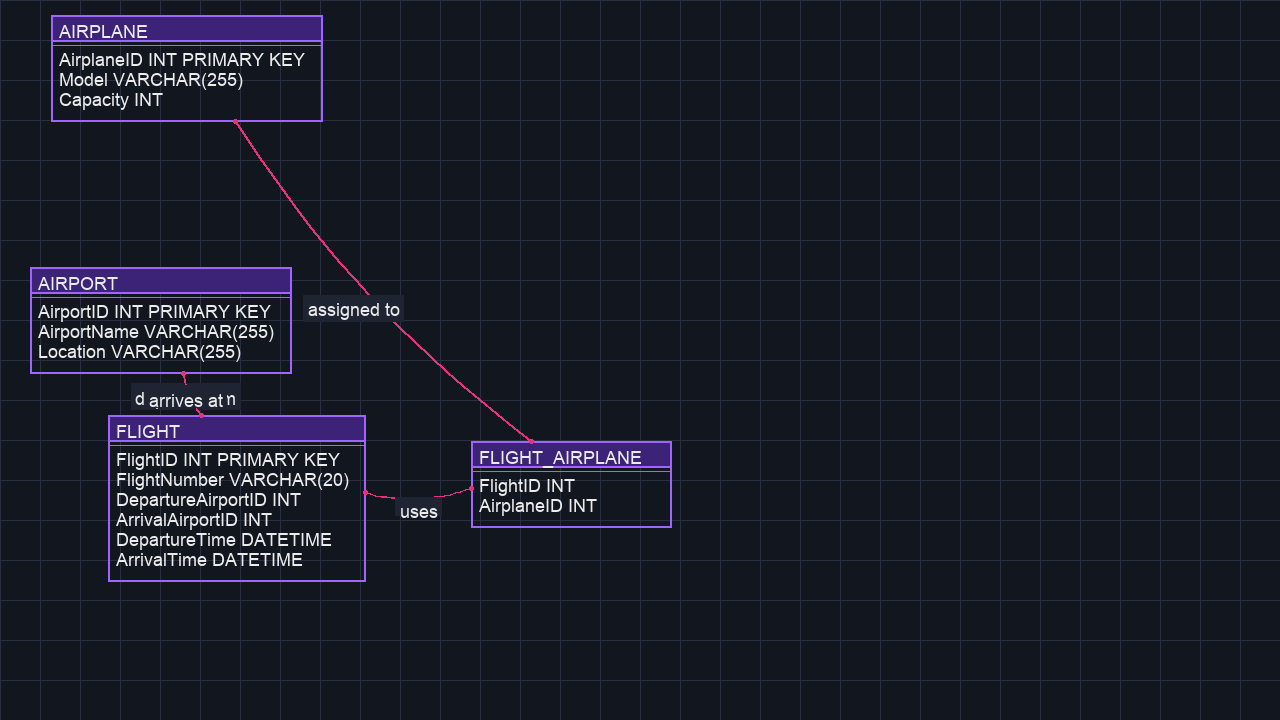 AIRPLANE
AirplaneID INT PRIMARY KEY
Model VARCHAR(255)
Capacity INT
AIRPORT
AirportID INT PRIMARY KEY
AirportName VARCHAR(255)
Location VARCHAR(255)
assigned to
arrives at
FLIGHT
FlightID INT PRIMARY KEY
FlightNumber VARCHAR(20)
DepartureAirportID INT
ArrivalAirportID INT
DepartureTime DATETIME
ArrivalTime DATETIME
uses
FLIGHT_AIRPLANE
FlightID INT
AirplaneID INT